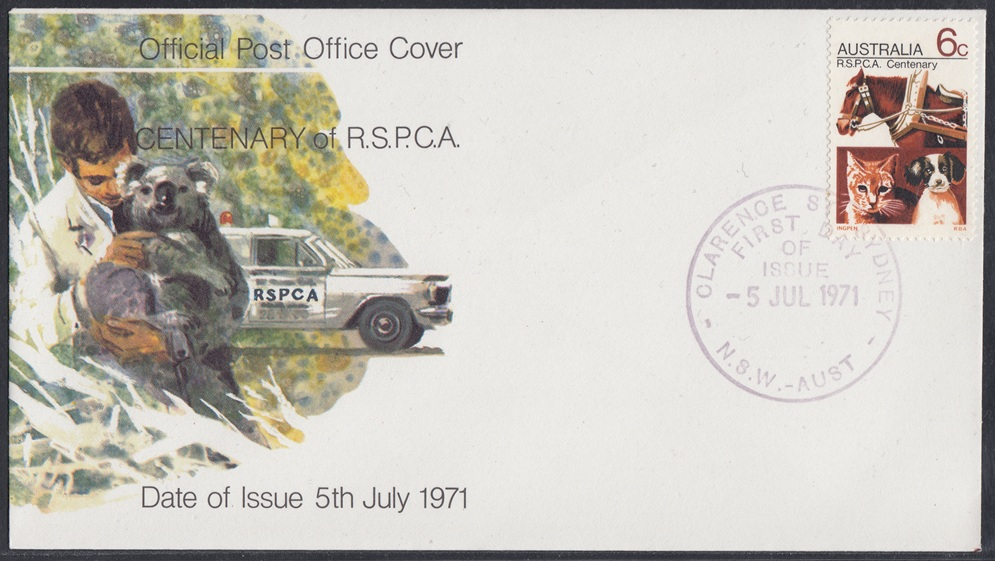 Official Post Office Cover
CENTENARY of R.S.P.C.A.
RSPCA
Date of Issue 5th July 1971
AUSTRALIA 6c
R.S.P.C.A. Centenary
INGPEN R.B.A.
CLARENCE ST SYDNEY
FIRST DAY
OF
ISSUE
-5 JUL 1971
- N.S.W.-AUST -